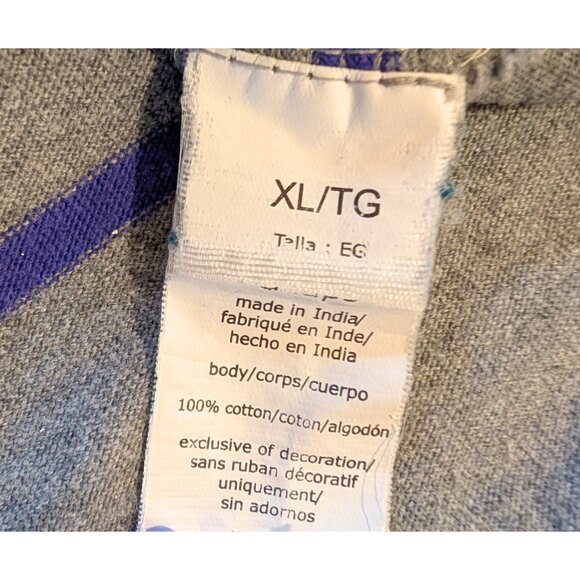 XL/TG
Talla : EG
made in India/
fabriqué en Inde/
hecho en India
body/corps/cuerpo
100% cotton/coton/algodón
exclusive of decoration/
sans ruban décoratif
uniquement/
sin adornos